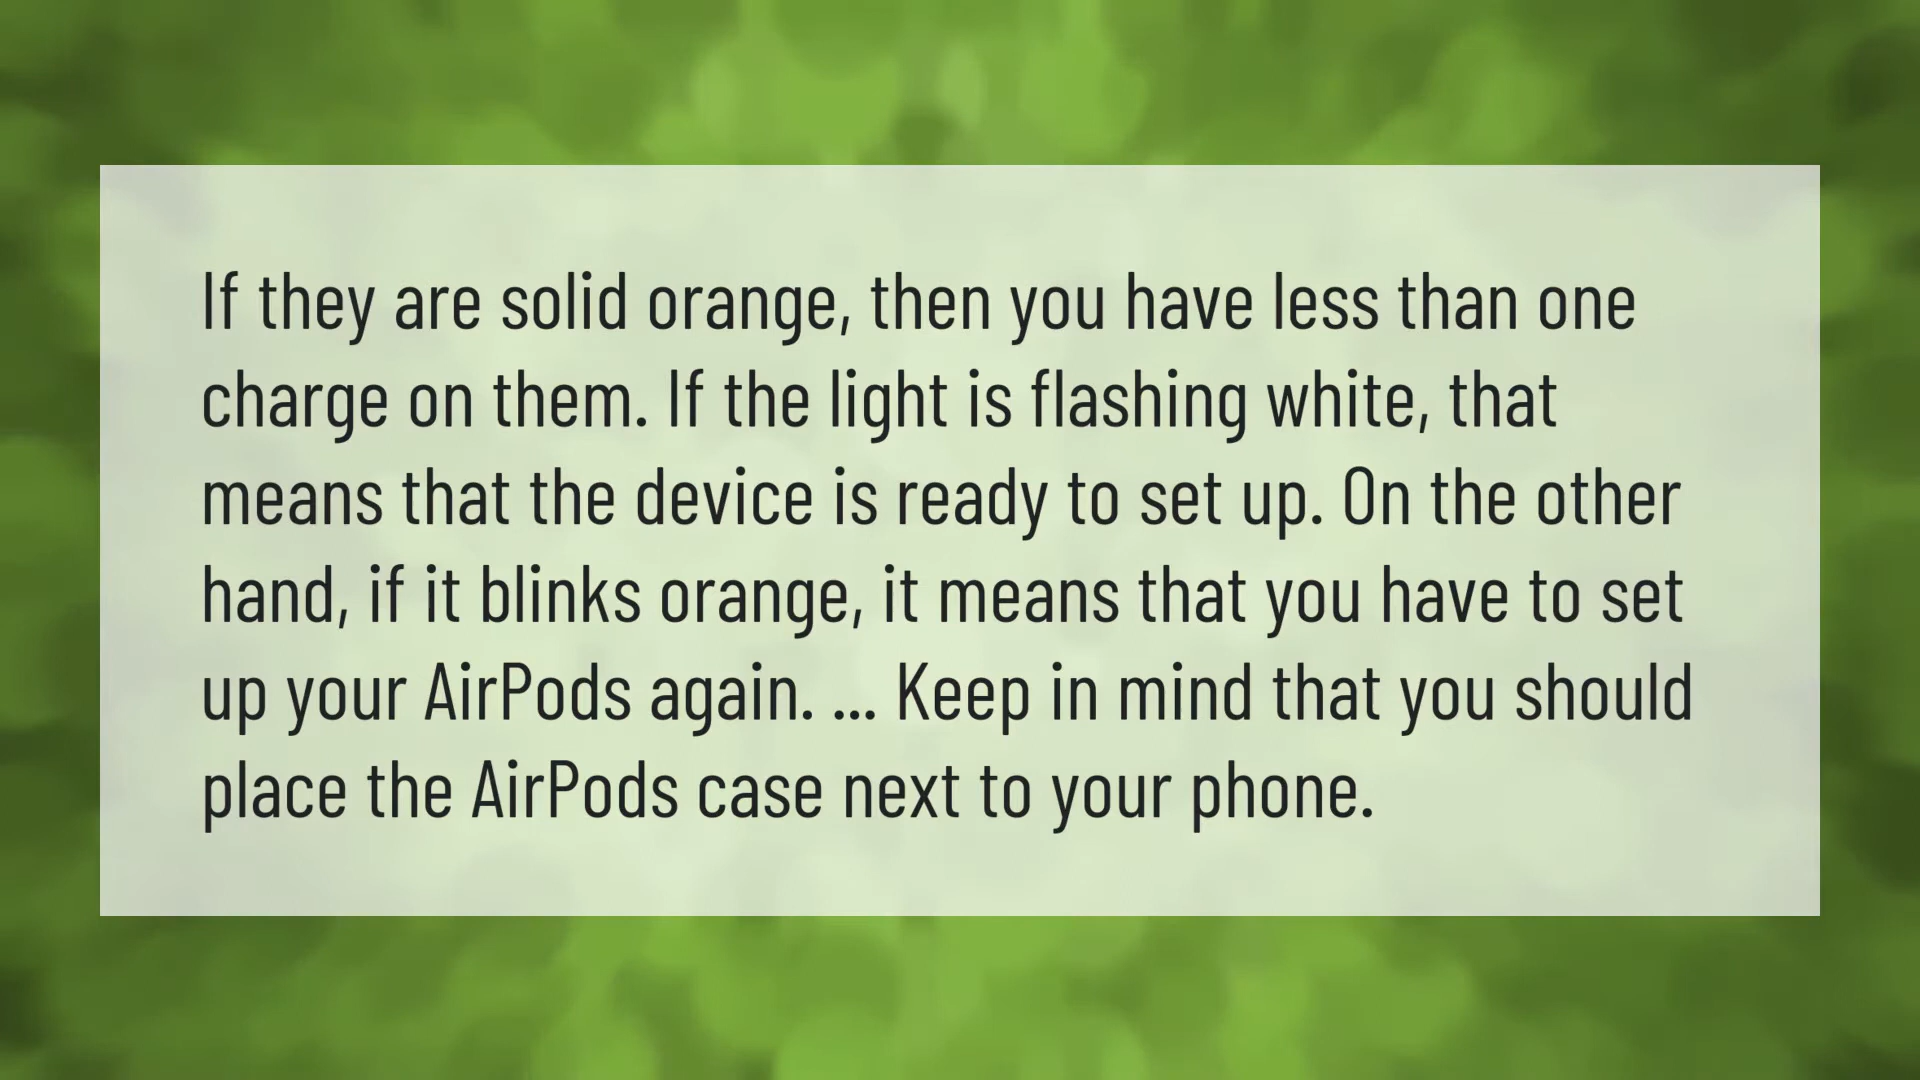 If they are solid orange, then you have less than one
charge on them. If the light is flashing white, that
means that the device is ready to set up. On the other
hand, if it blinks orange, it means that you have to set
up your AirPods again. ... Keep in mind that you should
place the AirPods case next to your phone.